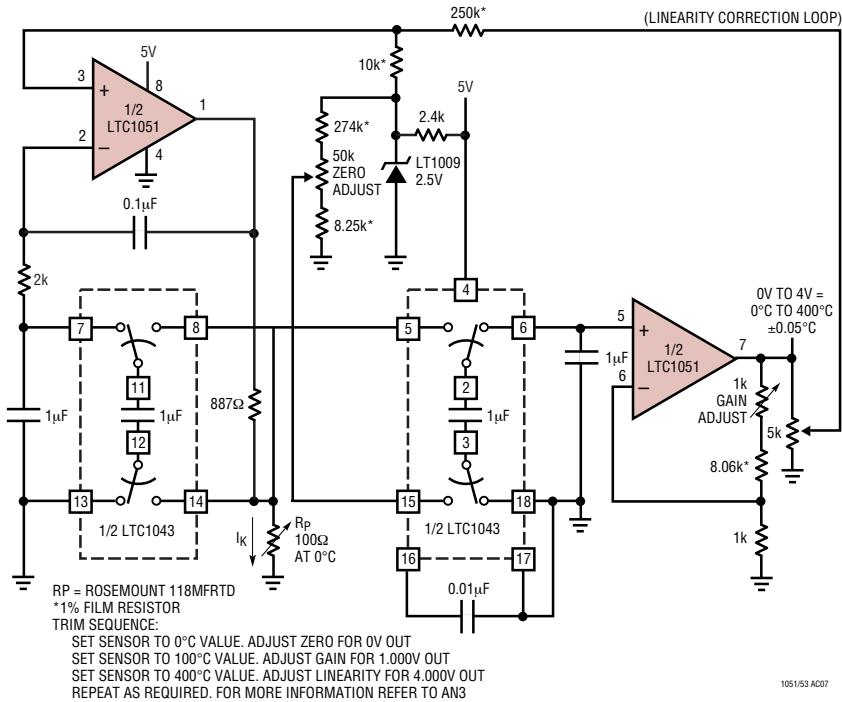 250k*
(LINEARITY CORRECTION LOOP)
10k*
5V
3
+
8
1/2
LTC1051
1
2
–
4
5V
2.4k
274k*
50k
ZERO
ADJUST
LT1009
2.5V
8.25k*
0.1µF
2k
4
7
8
5
6
11
12
1µF
1µF
887Ω
2
3
1µF
1µF
5
+
1/2
LTC1051
6
–
7
0V TO 4V =
0°C TO 400°C
±0.05°C
1k
GAIN
ADJUST
5k
8.06k*
1k
13
14
15
18
1/2 LTC1043
1/2 LTC1043
IK
RP
100Ω
AT 0°C
16
17
0.01µF
RP = ROSEMOUNT 118MFRTD
*1% FILM RESISTOR
TRIM SEQUENCE:
SET SENSOR TO 0°C VALUE. ADJUST ZERO FOR 0V OUT
SET SENSOR TO 100°C VALUE. ADJUST GAIN FOR 1.000V OUT
SET SENSOR TO 400°C VALUE. ADJUST LINEARITY FOR 4.000V OUT
REPEAT AS REQUIRED. FOR MORE INFORMATION REFER TO AN3
1051/53 AC07